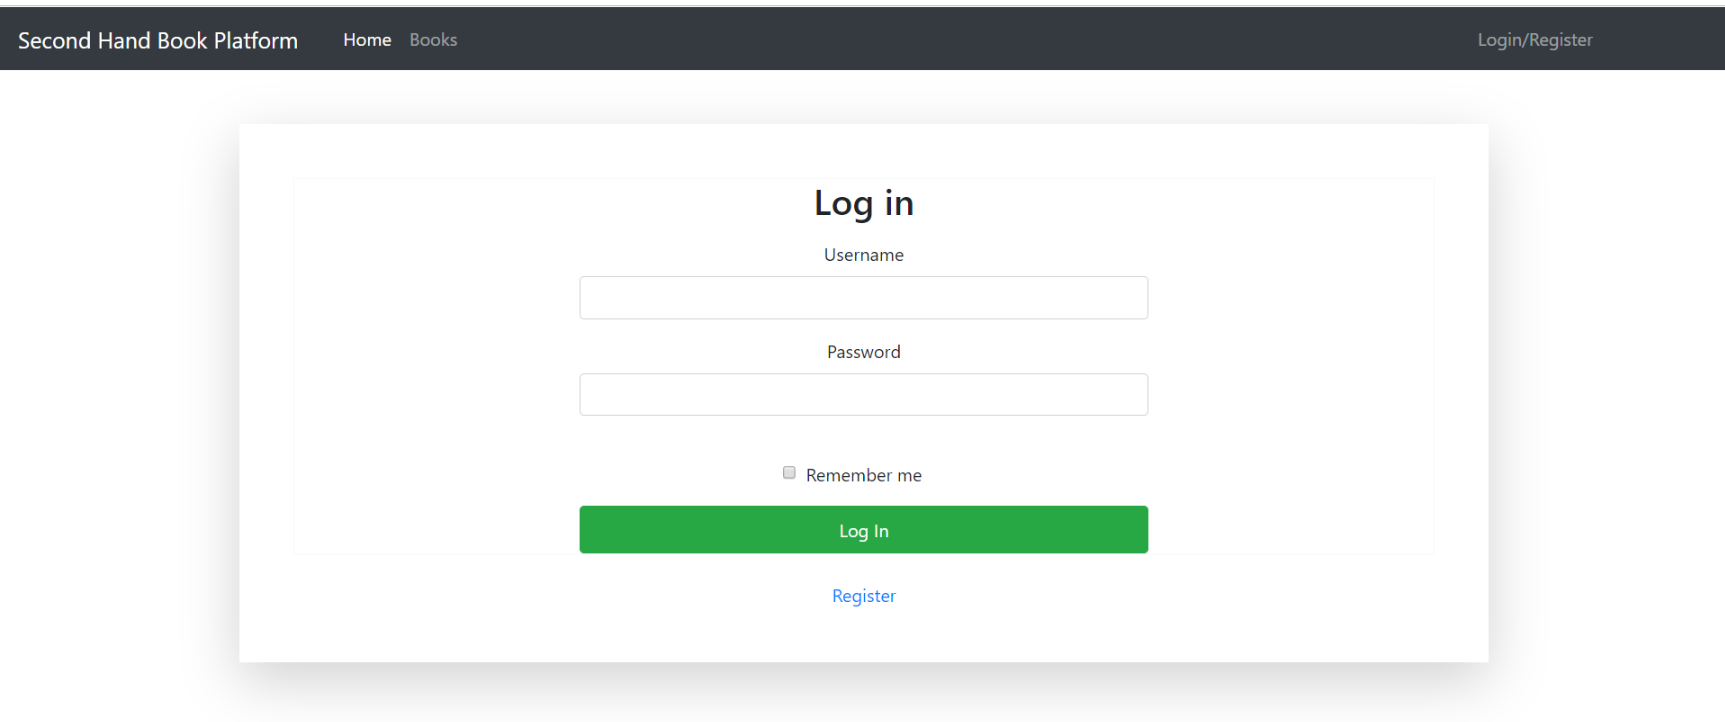 Second Hand Book Platform Home Books Login/Register
Log in
Username
Password
Remember me
Log In
Register